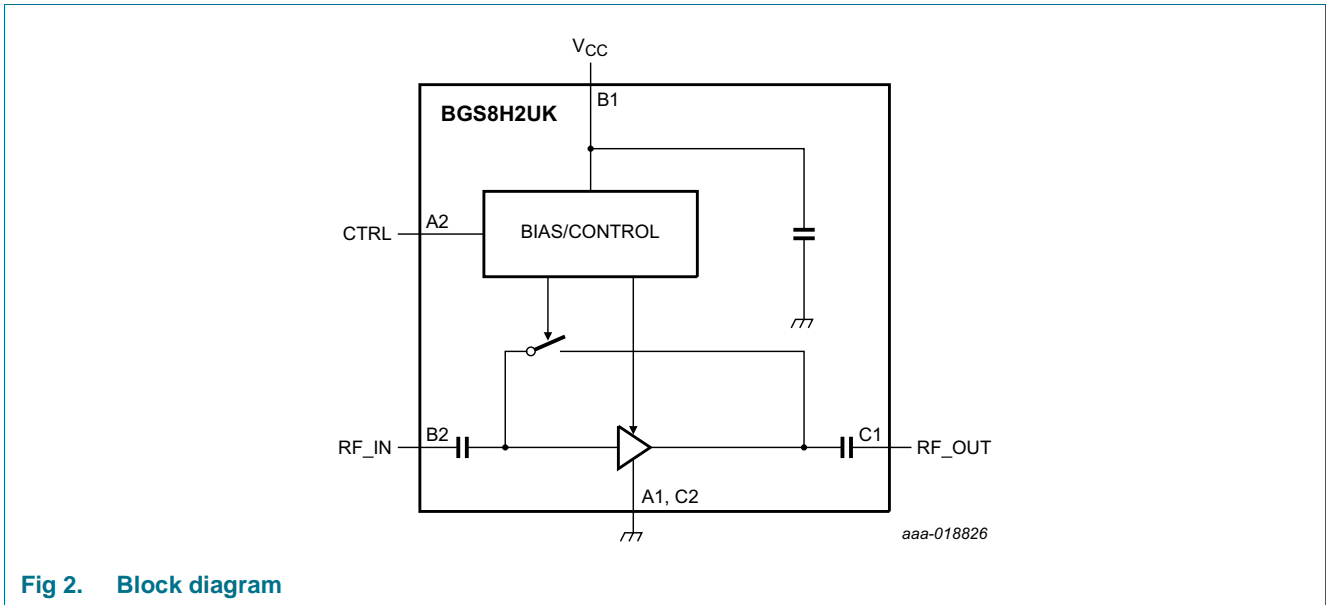 VCC
B1
BGS8H2UK
A2
CTRL
BIAS/CONTROL
B2
RF_IN
C1
RF_OUT
A1, C2
aaa-018826
Fig 2. Block diagram